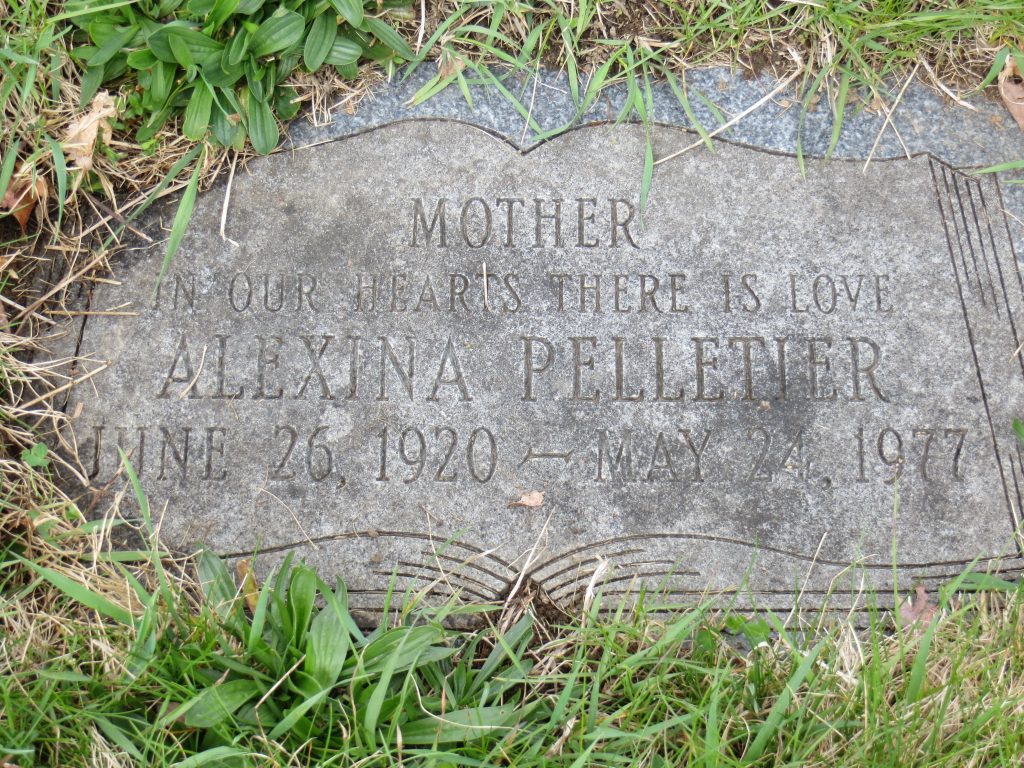 MOTHER
IN OUR HEARTS THERE IS LOVE
ALEXINA PELLETIER
JUNE 26, 1920 – MAY 24, 1977